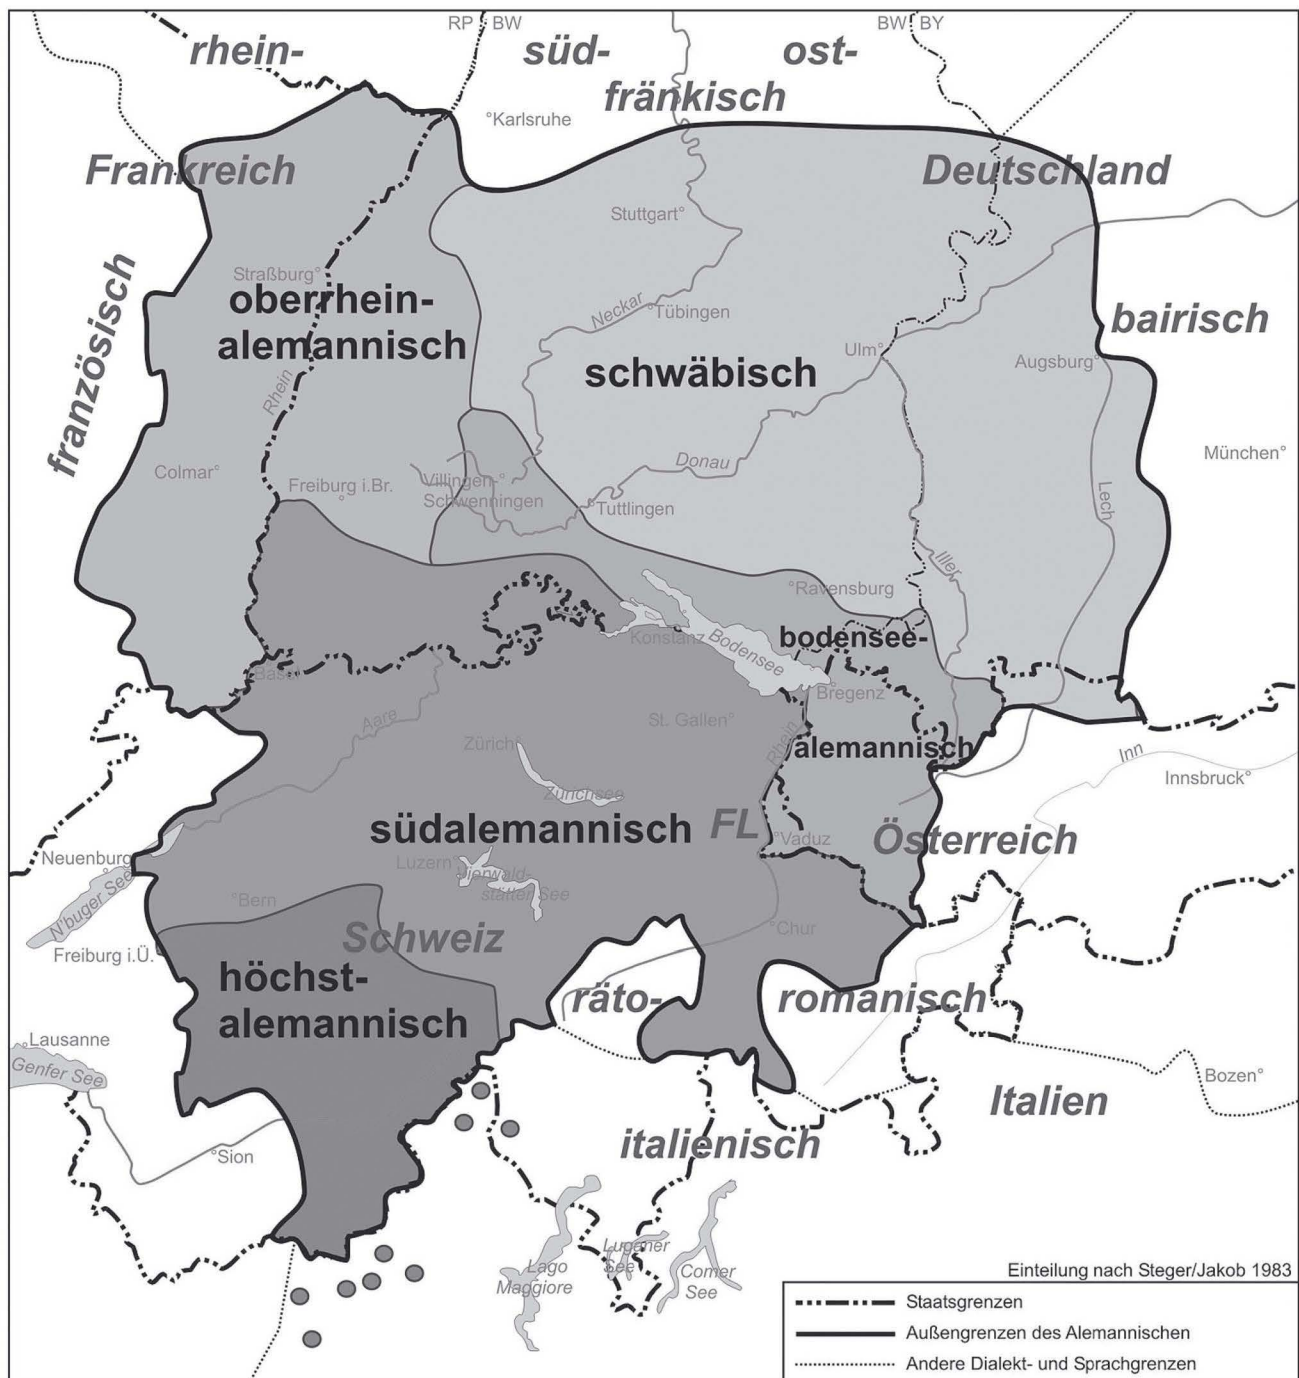 RP BW
BW BY
rhein-
süd-
ost-
fränkisch
°Karlsruhe
Frankreich
Deutschland
Stuttgart°
französisch
Straßburg°
oberrhein-
alemannisch
Neckar
°Tübingen
bairisch
schwäbisch
Ulm°
Augsburg°
Rhein
Colmar°
Freiburg i.Br.
Villingen-°
Schwenningen
Donau
°Tuttlingen
Lech
München°
Iller
°Ravensburg
Konstanz
Bodensee
bodensee-
alemannisch
Basel
°Bregenz
Aare
St. Gallen°
Rhein
Zürich°
Zürichsee
Inn
Innsbruck°
südalemannisch
FL
°Vaduz
Österreich
Neuenburg
N'buger See
Luzern°
Vierwald-
stätter See
°Bern
Schweiz
°Chur
Freiburg i.Ü.
höchst-
alemannisch
räto-
romanisch
Lausanne
Genfer See
Bozen°
Italien
°Sion
italienisch
Lago
Maggiore
Luganer
See
Comer
See
Einteilung nach Steger/Jakob 1983
Staatsgrenzen
Außengrenzen des Alemannischen
Andere Dialekt- und Sprachgrenzen